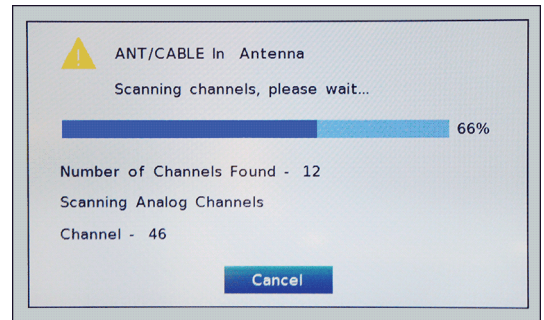 ANT/CABLE In Antenna
Scanning channels, please wait...
66%
Number of Channels Found - 12
Scanning Analog Channels
Channel - 46
Cancel